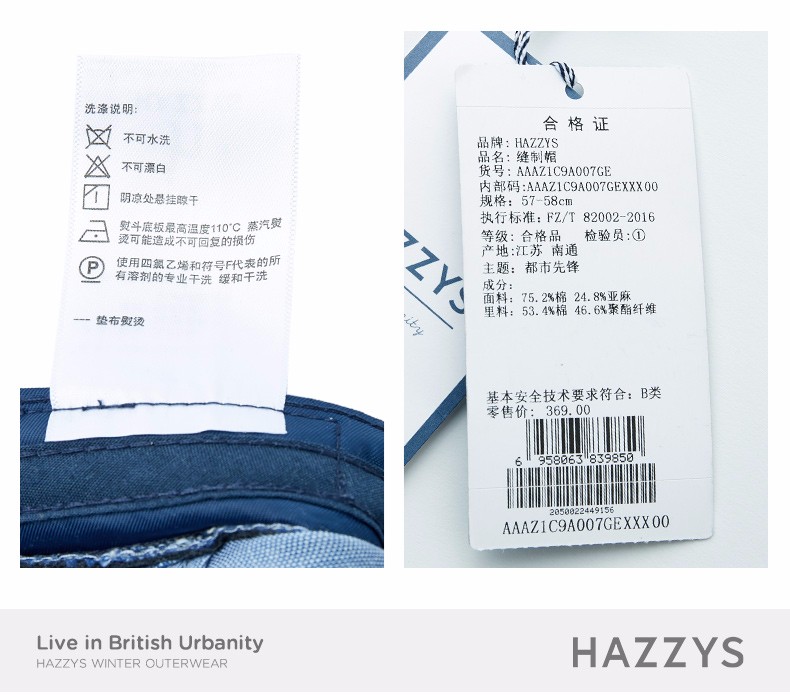 洗涤说明:
不可水洗
不可漂白
阴凉处悬挂晾干
熨斗底板最高温度110°C 蒸汽熨
烫可能造成不可回复的损伤
P
使用四氯乙烯和符号F代表的所
有溶剂的专业干洗 缓和干洗
--- 垫布熨烫
ZZYS
nity
合格证
品牌: HAZZYS
品名: 缝制帽
货号: AAAZ1C9A007GE
内部码:AAAZ1C9A007GEXXX00
规格: 57-58cm
执行标准: FZ/T 82002-2016
等级: 合格品 检验员:①
产地:江苏 南通
主题: 都市先锋
成分:
面料: 75.2%棉 24.8%亚麻
里料: 53.4%棉 46.6%聚酯纤维
基本安全技术要求符合: B类
零售价: 369.00
6 958063 839850
2050022449156
AAAZ1C9A007GEXXX00
Live in British Urbanity
HAZZYS WINTER OUTERWEAR
HAZZYS